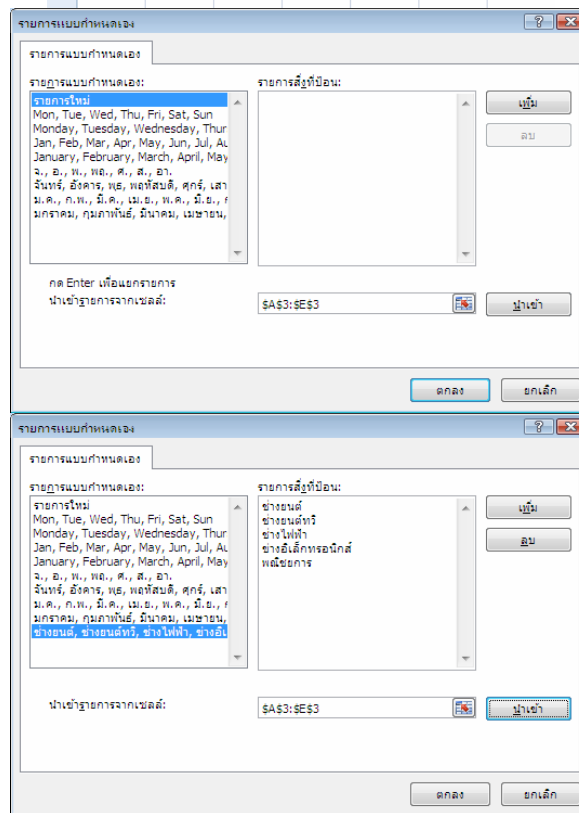 รายการแบบกำหนดเอง
รายการแบบกำหนดเอง
รายการแบบกำหนดเอง:
รายการสิ่งที่ป้อน:
รายการใหม่
Mon, Tue, Wed, Thu, Fri, Sat, Sun
Monday, Tuesday, Wednesday, Thur
Jan, Feb, Mar, Apr, May, Jun, Jul, Au
January, February, March, April, May
จ., อ., พ., พฤ., ศ., ส., อา.
จันทร์, อังคาร, พุธ, พฤหัสบดี, ศุกร์, เสา
ม.ค., ก.พ., มี.ค., เม.ย., พ.ค., มิ.ย., ก
มกราคม, กุมภาพันธ์, มีนาคม, เมษายน,
เพิ่ม
ลบ
กด Enter เพื่อแยกรายการ
นำเข้ารายการจากเซลล์:
$A$3:$E$3
นำเข้า
ตกลง
ยกเลิก
รายการแบบกำหนดเอง
รายการแบบกำหนดเอง
รายการแบบกำหนดเอง:
รายการสิ่งที่ป้อน:
รายการใหม่
Mon, Tue, Wed, Thu, Fri, Sat, Sun
Monday, Tuesday, Wednesday, Thur
Jan, Feb, Mar, Apr, May, Jun, Jul, Au
January, February, March, April, May
จ., อ., พ., พฤ., ศ., ส., อา.
จันทร์, อังคาร, พุธ, พฤหัสบดี, ศุกร์, เสา
ม.ค., ก.พ., มี.ค., เม.ย., พ.ค., มิ.ย., ก
มกราคม, กุมภาพันธ์, มีนาคม, เมษายน,
ช่างยนต์, ช่างยนต์ทวิ, ช่างไฟฟ้า, ช่างอิเ
ช่างยนต์
ช่างยนต์ทวิ
ช่างไฟฟ้า
ช่างอิเล็กทรอนิกส์
พณิชยการ
เพิ่ม
ลบ
นำเข้ารายการจากเซลล์:
$A$3:$E$3
นำเข้า
ตกลง
ยกเลิก